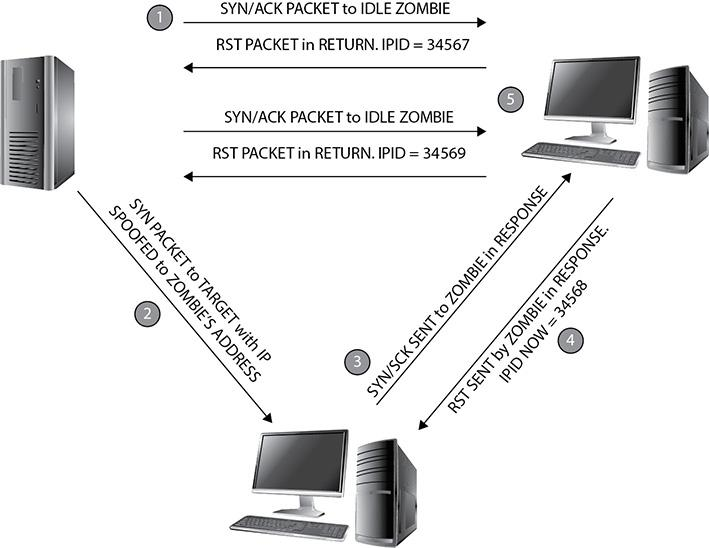 1
SYN/ACK PACKET to IDLE ZOMBIE
RST PACKET in RETURN. IPID = 34567
5
SYN/ACK PACKET to IDLE ZOMBIE
RST PACKET in RETURN. IPID = 34569
SYN PACKET to TARGET with IP
SPOOFED to ZOMBIE'S ADDRESS
2
3
SYN/SCK SENT to ZOMBIE in RESPONSE
RST SENT by ZOMBIE in RESPONSE.
IPID NOW = 34568
4